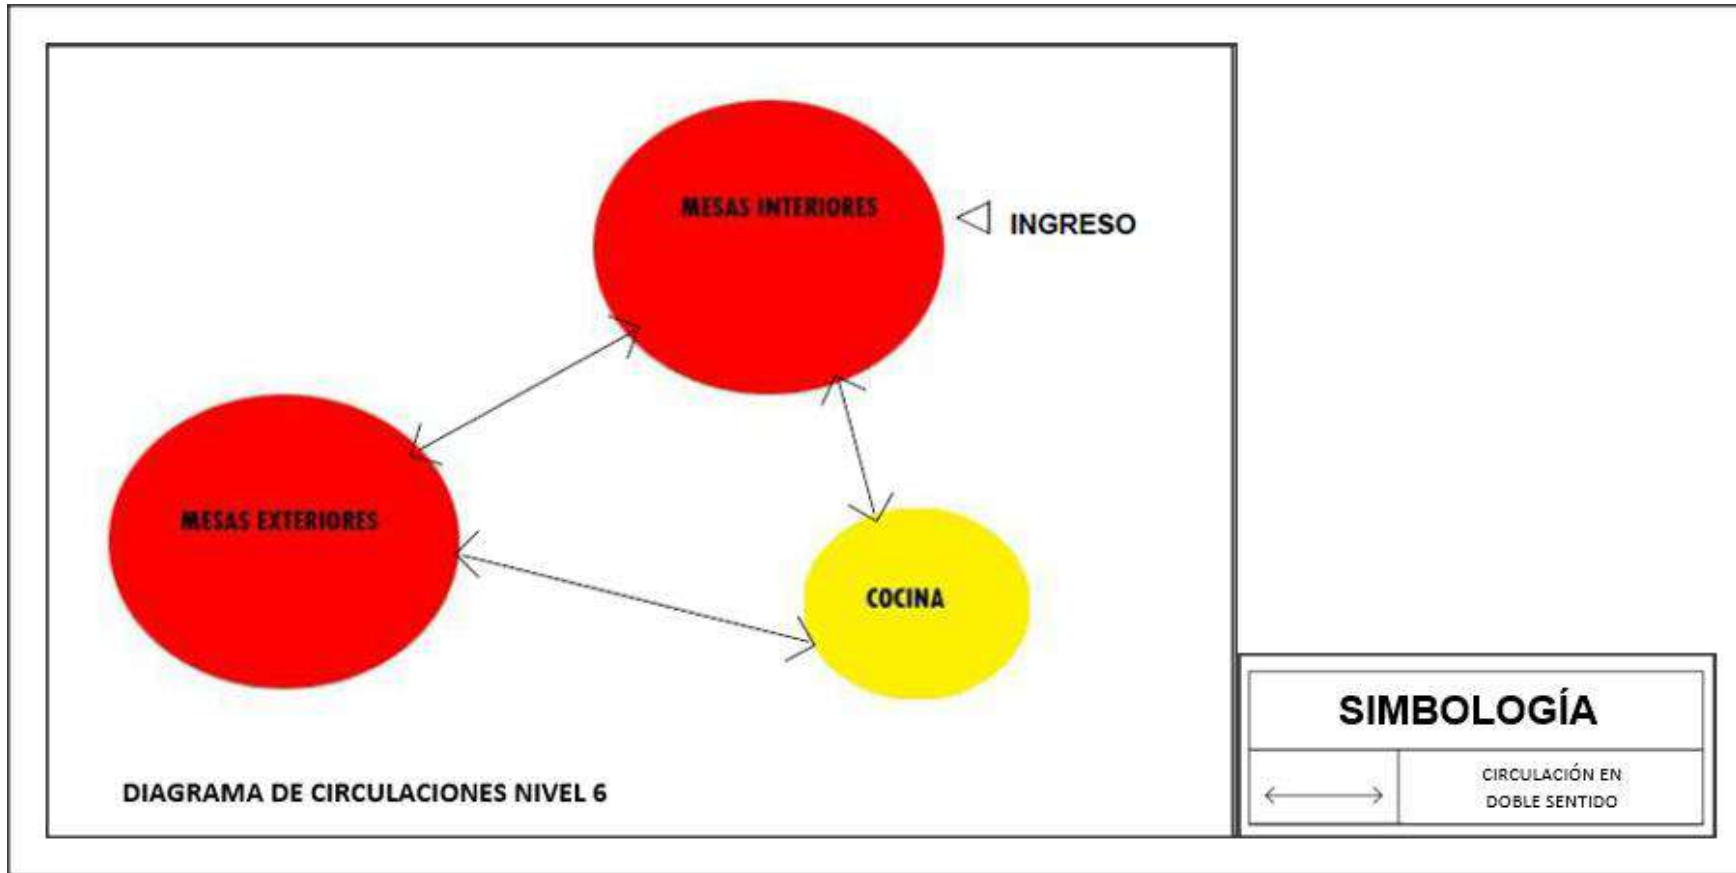 MESAS INTERIORES
INGRESO
MESAS EXTERIORES
COCINA
DIAGRAMA DE CIRCULACIONES NIVEL 6
SIMBOLOGÍA
CIRCULACIÓN EN
DOBLE SENTIDO